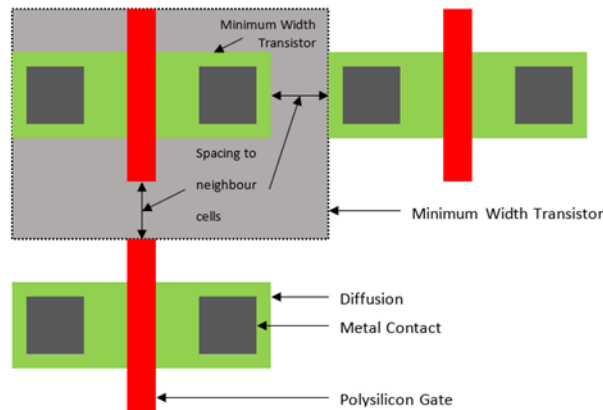 Minimum Width
Transistor
Spacing to
neighbour
cells
Minimum Width Transistor
Diffusion
Metal Contact
Polysilicon Gate